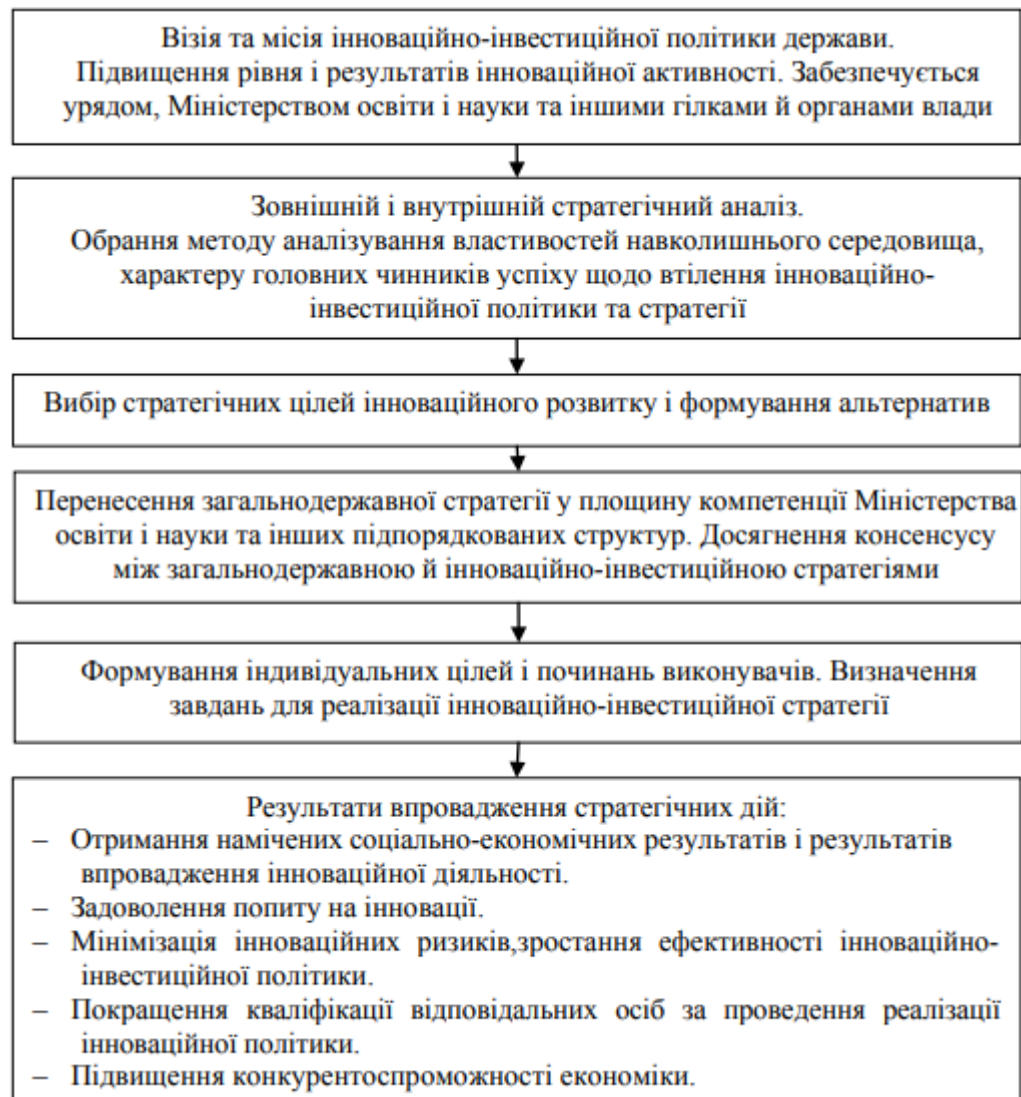 Візія та місія інноваційно-інвестиційної політики держави.
Підвищення рівня і результатів інноваційної активності. Забезпечується
урядом, Міністерством освіти і науки та іншими гілками й органами влади
Зовнішній і внутрішній стратегічний аналіз.
Обрання методу аналізування властивостей навколишнього середовища,
характеру головних чинників успіху щодо втілення інноваційно-
інвестиційної політики та стратегії
Вибір стратегічних цілей інноваційного розвитку і формування альтернатив
Перенесення загальнодержавної стратегії у площину компетенції Міністерства
освіти і науки та інших підпорядкованих структур. Досягнення консенсусу
між загальнодержавною й інноваційно-інвестиційною стратегіями
Формування індивідуальних цілей і починань виконувачів. Визначення
завдань для реалізації інноваційно-інвестиційної стратегії
Результати впровадження стратегічних дій:
– Отримання намічених соціально-економічних результатів і результатів
впровадження інноваційної діяльності.
– Задоволення попиту на інновації.
– Мінімізація інноваційних ризиків,зростання ефективності інноваційно-
інвестиційної політики.
– Покращення кваліфікації відповідальних осіб за проведення реалізації
інноваційної політики.
– Підвищення конкурентоспроможності економіки.